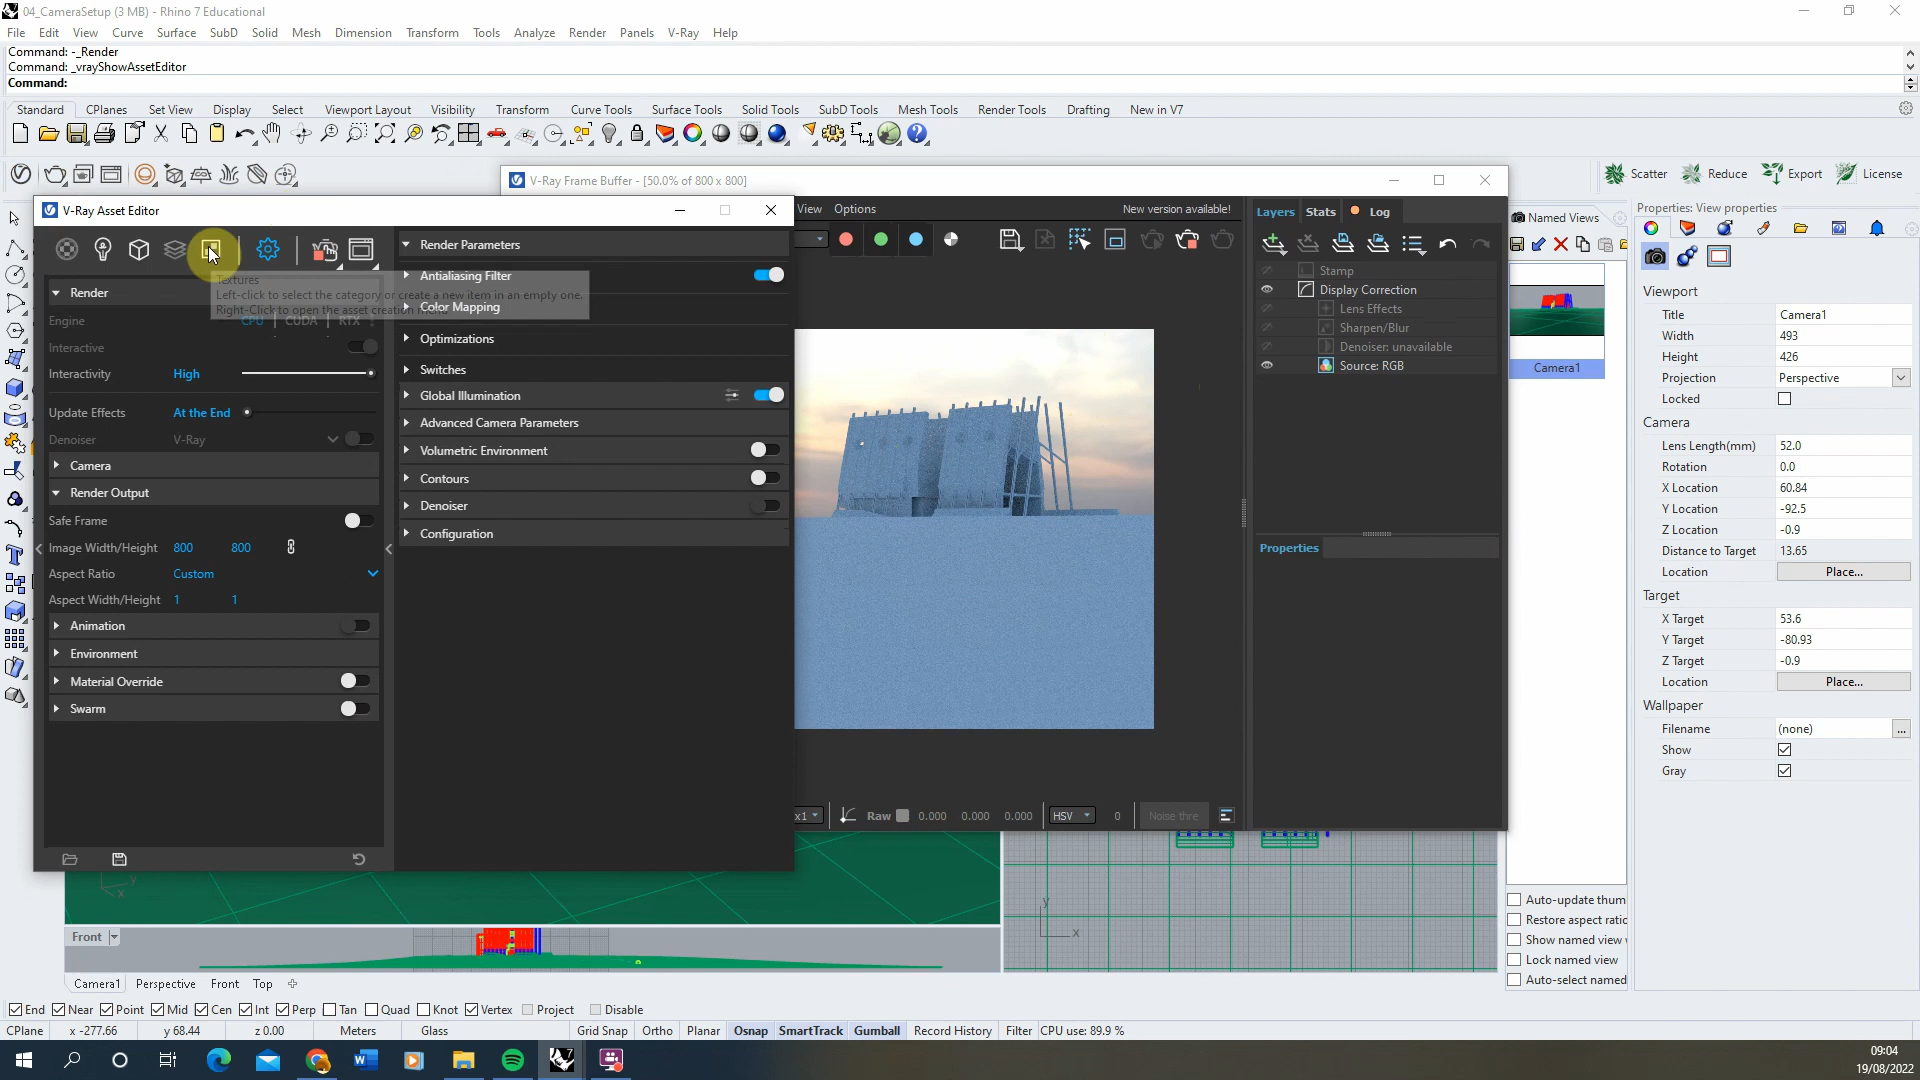 04_CameraSetup (3 MB) - Rhino 7 Educational
File Edit View Curve Surface SubD Solid Mesh Dimension Transform Tools Analyze Render Panels V-Ray Help
Command: -_Render
Command: _vrayShowAssetEditor
Command:
Standard CPlanes Set View Display Select Viewport Layout Visibility Transform Curve Tools Surface Tools Solid Tools SubD Tools Mesh Tools Render Tools Drafting New in V7
Scatter Reduce Export License
V-Ray Frame Buffer - [50.0% of 800 x 800]
V-Ray Asset Editor
View Options New version available!
Layers Stats Log
Stamp
Display Correction
Lens Effects
Sharpen/Blur
Denoiser: unavailable
Source: RGB
Properties
Render
Textures
Left-click to select the category or create a new item in an empty one.
Right-Click to open the asset creation menu
Engine CPU CUDA RTX
Interactive
Interactivity High
Update Effects At the End
Denoiser V-Ray
Camera
Render Output
Safe Frame
Image Width/Height 800 800
Aspect Ratio Custom
Aspect Width/Height 1 1
Animation
Environment
Material Override
Swarm
Render Parameters
Antialiasing Filter
Color Mapping
Optimizations
Switches
Global Illumination
Advanced Camera Parameters
Volumetric Environment
Contours
Denoiser
Configuration
x1 Raw 0.000 0.000 0.000 HSV 0 Noise thre
Named Views
Camera1
Auto-update thum
Restore aspect ratio
Show named view
Lock named view
Auto-select named
Properties: View properties
Viewport
Title Camera1
Width 493
Height 426
Projection Perspective
Locked
Camera
Lens Length(mm) 52.0
Rotation 0.0
X Location 60.84
Y Location -92.5
Z Location -0.9
Distance to Target 13.65
Location Place...
Target
X Target 53.6
Y Target -80.93
Z Target -0.9
Location Place...
Wallpaper
Filename (none) ...
Show
Gray
y
x
y
x
Front
Camera1 Perspective Front Top
End Near Point Mid Cen Int Perp Tan Quad Knot Vertex Project Disable
CPlane x -277.66 y 68.44 z 0.00 Meters Glass Grid Snap Ortho Planar Osnap SmartTrack Gumball Record History Filter CPU use: 89.9 %
09:04
19/08/2022